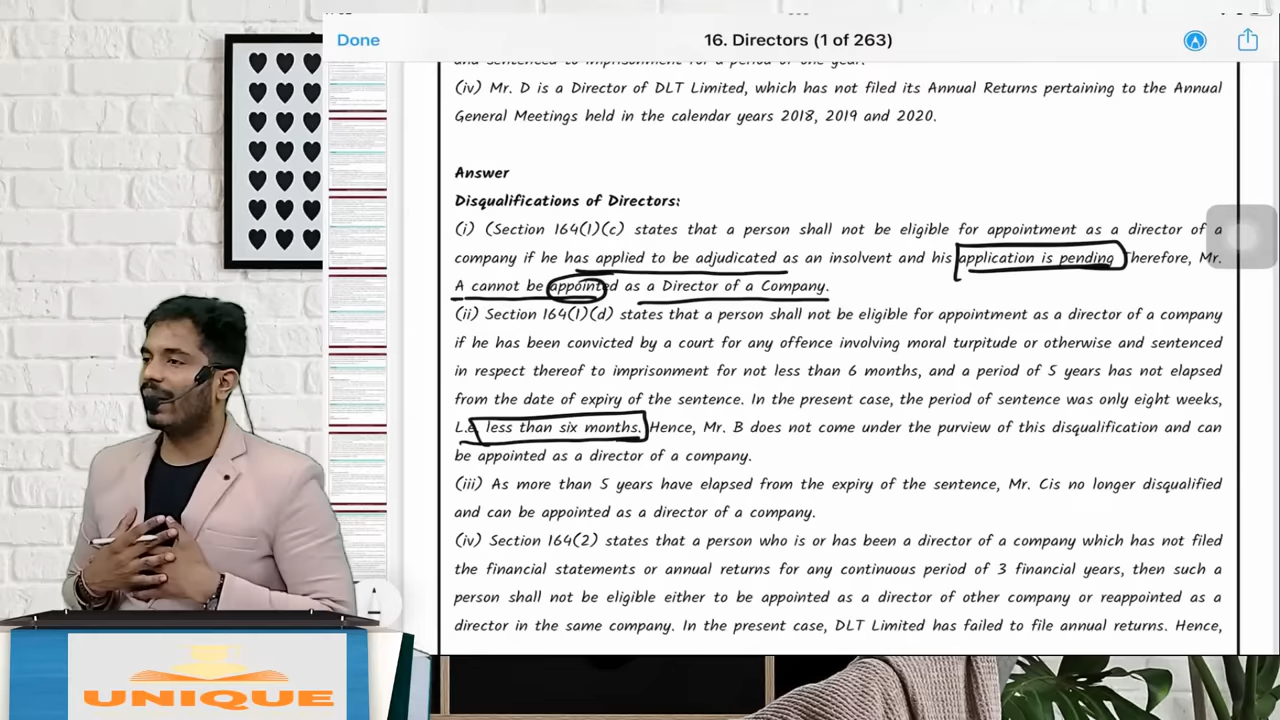 Done
16. Directors (1 of 263)
and sentenced to imprisonment for a period of one year.
(iv) Mr. D is a Director of DLT Limited, which has not filed its Annual Returns pertaining to the Annual
General Meetings held in the calendar years 2018, 2019 and 2020.
Answer
Disqualifications of Directors:
(i) (Section 164(1)(c) states that a person shall not be eligible for appointment as a director of a
company if he has applied to be adjudicated as an insolvent and his application is pending Therefore, Mr.
A cannot be appointed as a Director of a Company.
(ii) Section 164(1)(d) states that a person shall not be eligible for appointment as director of a company
if he has been convicted by a court for any offence involving moral turpitude or otherwise and sentenced
in respect thereof to imprisonment for not less than 6 months, and a period of 5 years has not elapsed
from the date of expiry of the sentence. In the present case, the period of sentence was only eight weeks,
less than six months. Hence, Mr. B does not come under the purview of this disqualification and can
be appointed as a director of a company.
(iii) As more than 5 years have elapsed from the expiry of the sentence, Mr. Cis no longer disqualified
and can be appointed as a director of a company.
(iv) Section 164(2) states that a person who is or has been a director of a company which has not filed
the financial statements or annual returns for any continuous period of 3 financial years, then such a
person shall not be eligible either to be appointed as a director of other company or reappointed as a
director in the same company. In the present case, DLT Limited has failed to file annual returns. Hence,
UNIQUE